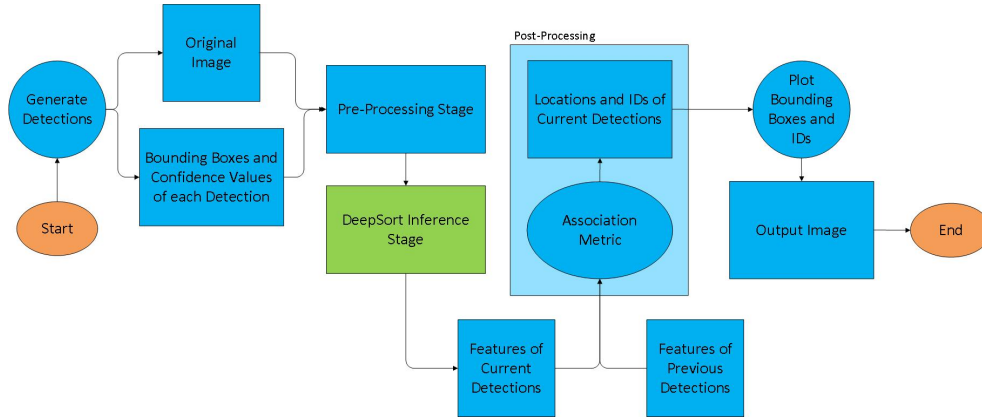 Start
Generate
Detections
Original
Image
Bounding Boxes and
Confidence Values
of each Detection
Pre-Processing Stage
DeepSort Inference
Stage
Features of
Current
Detections
Features of
Previous
Detections
Post-Processing
Association
Metric
Locations and IDs of
Current Detections
Plot
Bounding
Boxes and
IDs
Output Image
End